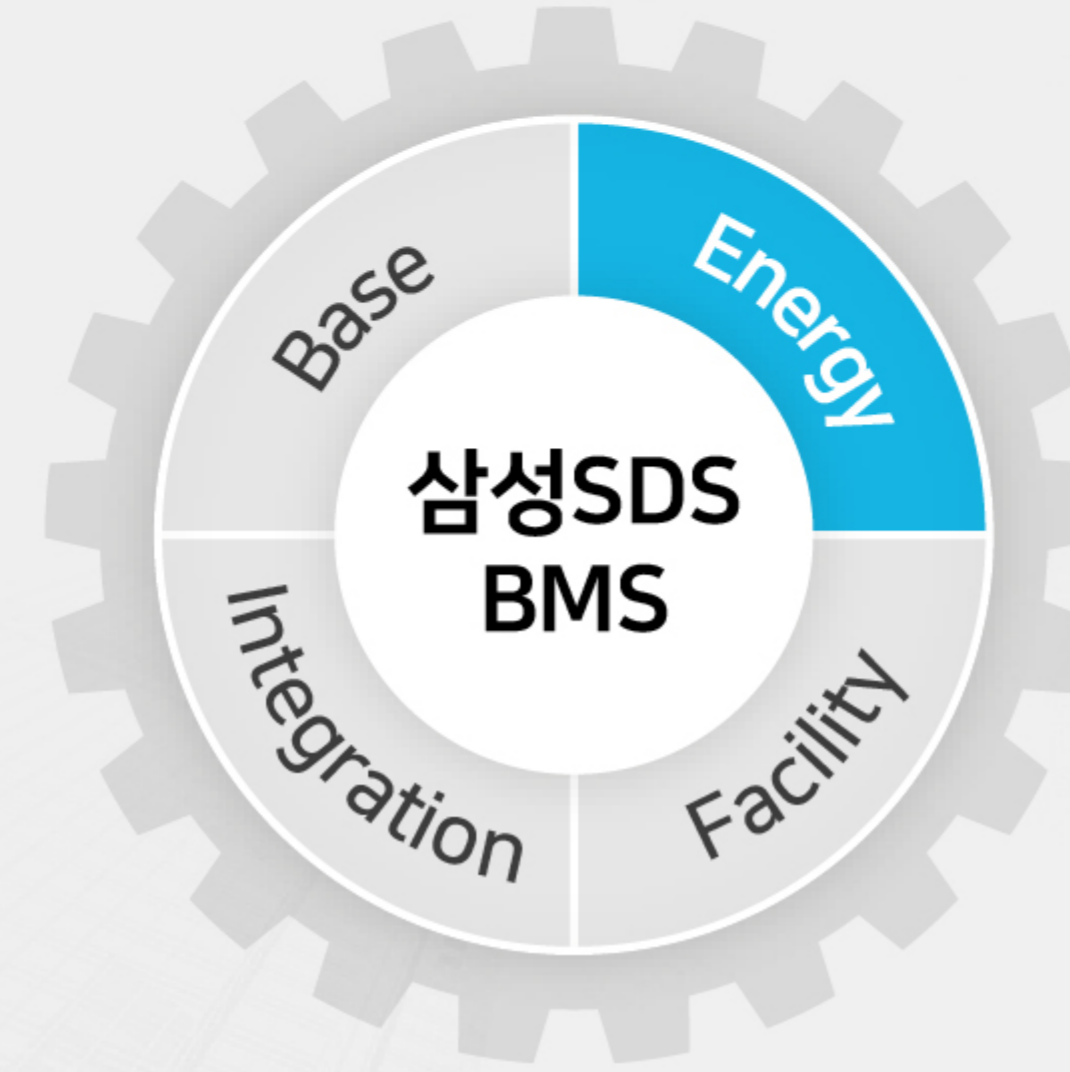 Base
Energy
삼성SDS
BMS
Integration
Facility